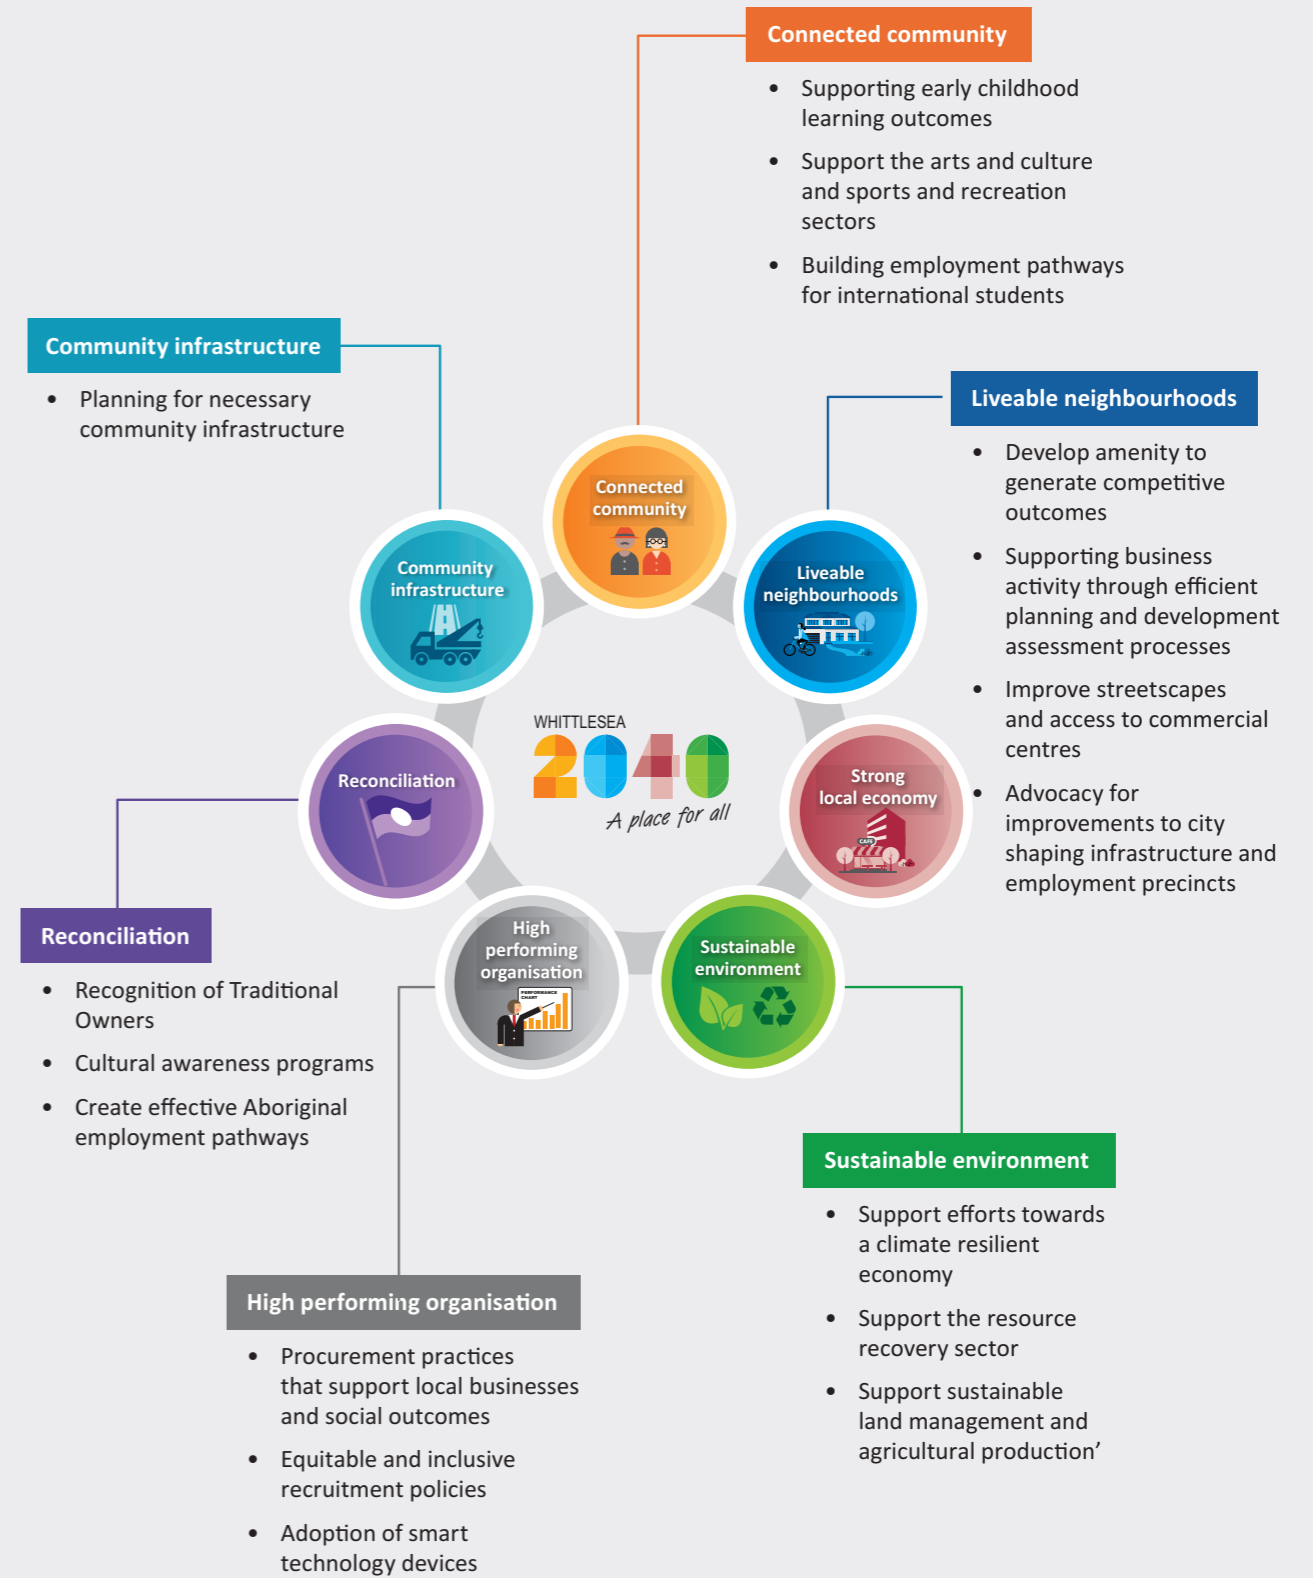 Connected community
• Supporting early childhood
learning outcomes
• Support the arts and culture
and sports and recreation
sectors
• Building employment pathways
for international students
Community infrastructure
• Planning for necessary
community infrastructure
Liveable neighbourhoods
• Develop amenity to
generate competitive
outcomes
• Supporting business
activity through efficient
planning and development
assessment processes
• Improve streetscapes
and access to commercial
centres
• Advocacy for
improvements to city
shaping infrastructure and
employment precincts
Connected
community
Community
infrastructure
Liveable
neighbourhoods
WHITTLESEA
2040
A place for all
Reconciliation
Strong
local economy
CAFE
High
performing
organisation
PERFORMANCE
CHART
Sustainable
environment
Reconciliation
• Recognition of Traditional
Owners
• Cultural awareness programs
• Create effective Aboriginal
employment pathways
Sustainable environment
• Support efforts towards
a climate resilient
economy
• Support the resource
recovery sector
• Support sustainable
land management and
agricultural production’
High performing organisation
• Procurement practices
that support local businesses
and social outcomes
• Equitable and inclusive
recruitment policies
• Adoption of smart
technology devices